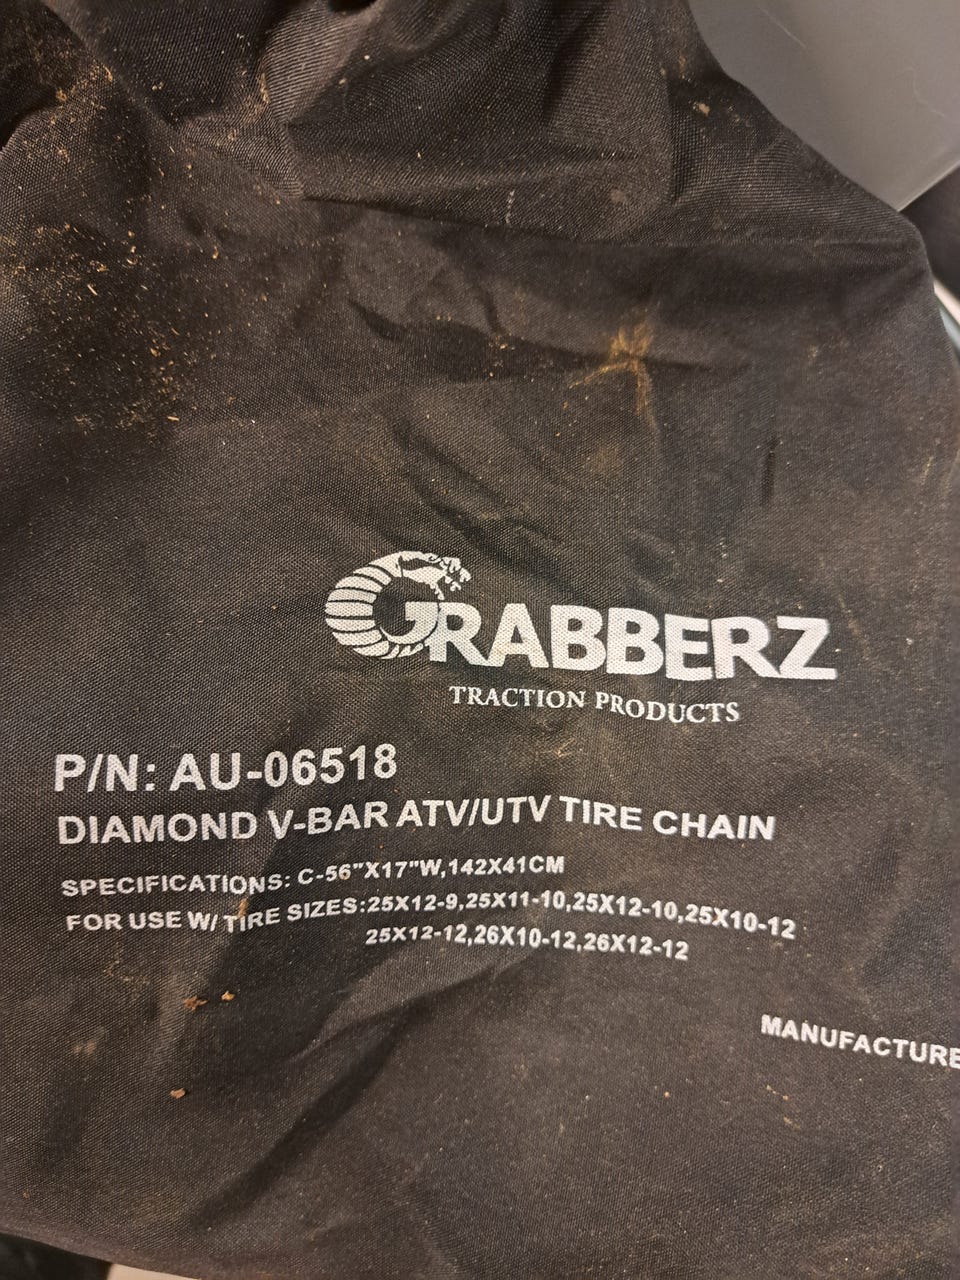 GRABBERZ
TRACTION PRODUCTS
P/N: AU-06518
DIAMOND V-BAR ATV/UTV TIRE CHAIN
SPECIFICATIONS: C-56"X17"W,142X41CM
FOR USE W/ TIRE SIZES:25X12-9,25X11-10,25X12-10,25X10-12
25X12-12,26X10-12,26X12-12
MANUFACTURE